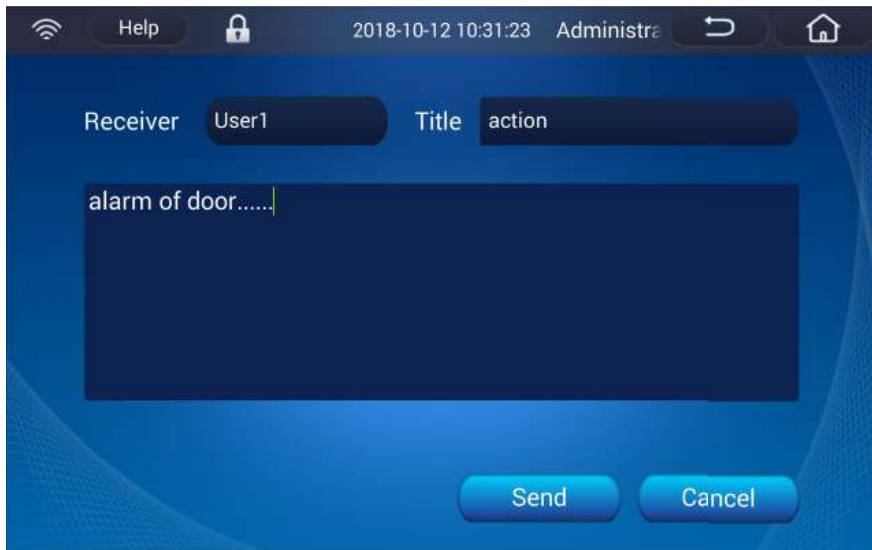 Help 2018-10-12 10:31:23 Administra
Receiver User1 Title action
alarm of door......
Send Cancel